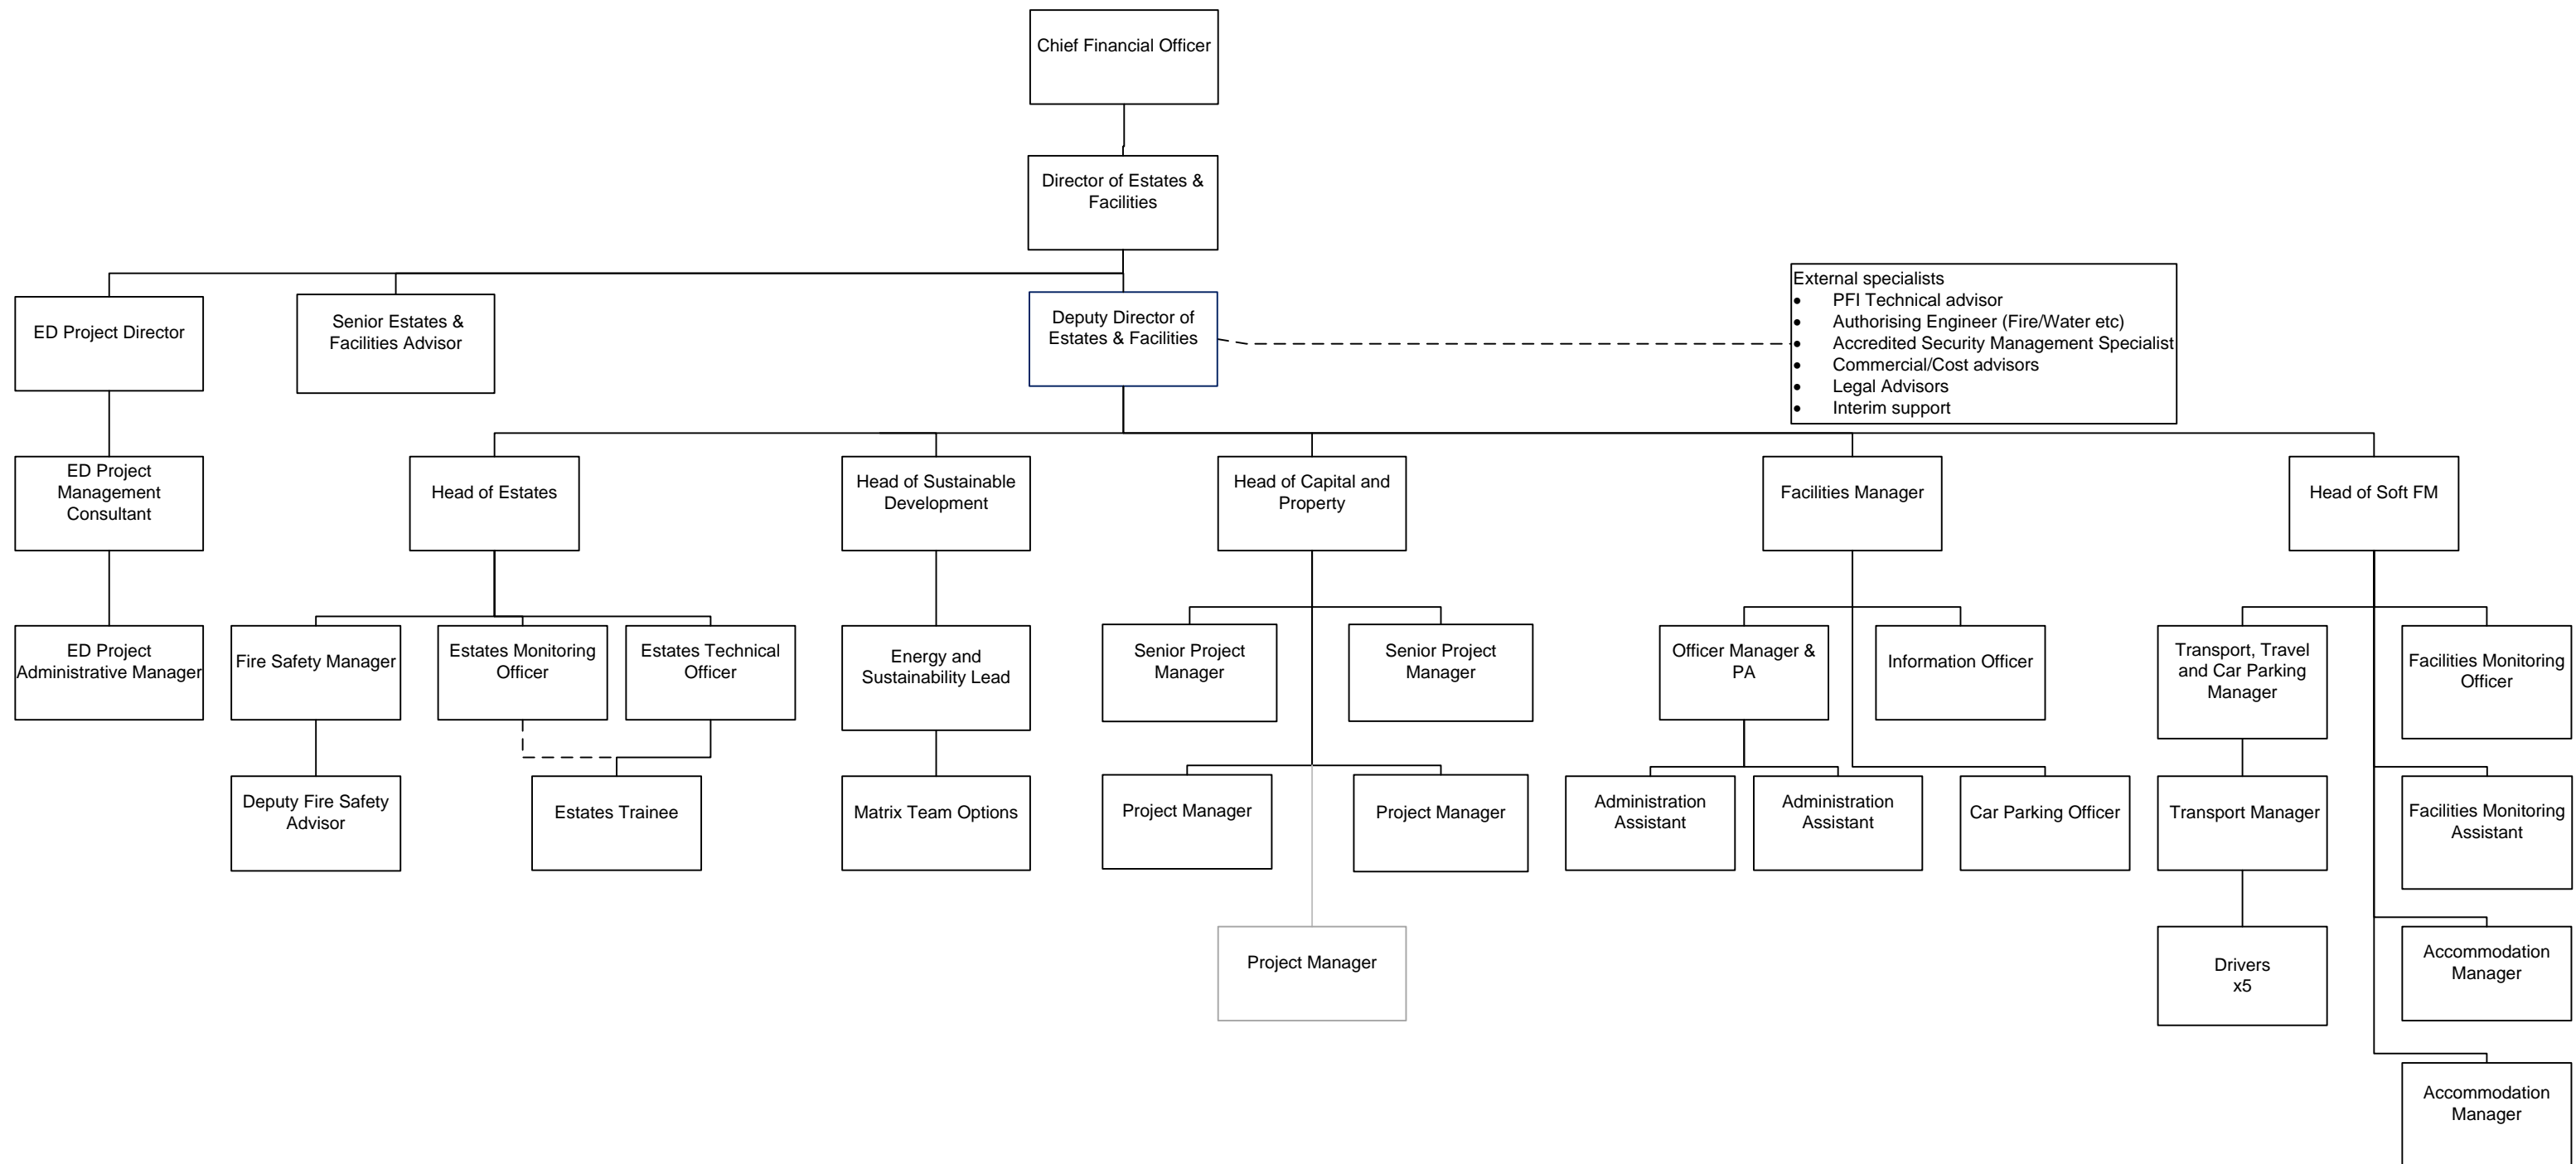 Chief Financial Officer
Director of Estates &
Facilities
External specialists
• PFI Technical advisor
• Authorising Engineer (Fire/Water etc)
• Accredited Security Management Specialist
• Commercial/Cost advisors
• Legal Advisors
• Interim support
ED Project Director
Senior Estates &
Facilities Advisor
Deputy Director of
Estates & Facilities
ED Project
Management
Consultant
Head of Estates
Head of Sustainable
Development
Head of Capital and
Property
Facilities Manager
Head of Soft FM
ED Project
Administrative Manager
Fire Safety Manager
Estates Monitoring
Officer
Estates Technical
Officer
Energy and
Sustainability Lead
Senior Project
Manager
Senior Project
Manager
Officer Manager &
PA
Information Officer
Transport, Travel
and Car Parking
Manager
Facilities Monitoring
Officer
Deputy Fire Safety
Advisor
Estates Trainee
Matrix Team Options
Project Manager
Project Manager
Administration
Assistant
Administration
Assistant
Car Parking Officer
Transport Manager
Facilities Monitoring
Assistant
Project Manager
Drivers
x5
Accommodation
Manager
Accommodation
Manager